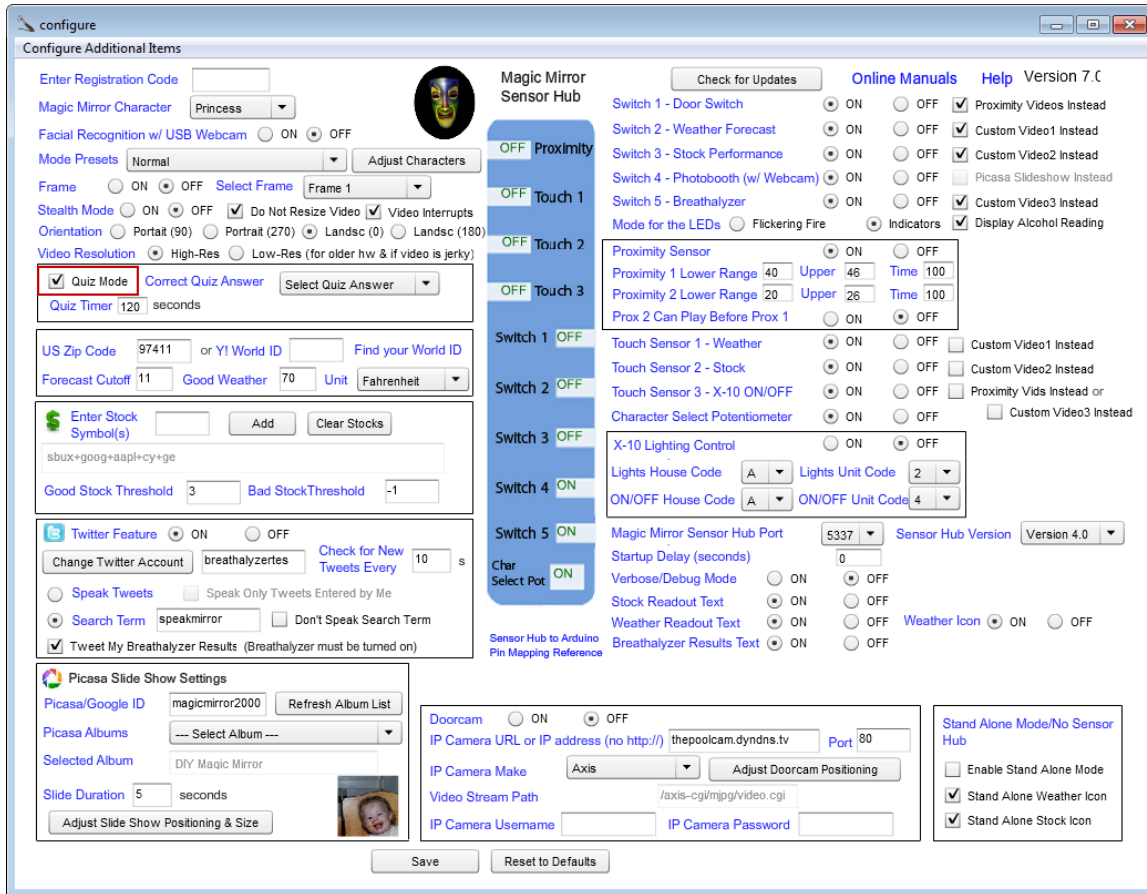 configure
Configure Additional Items
Enter Registration Code
Magic Mirror Character Princess
Facial Recognition w/ USB Webcam ON OFF
Mode Presets Normal Adjust Characters
Frame ON OFF Select Frame Frame 1
Stealth Mode ON OFF Do Not Resize Video Video Interrupts
Orientation Portait (90) Portrait (270) Landsc (0) Landsc (180)
Video Resolution High-Res Low-Res (for older hw & if video is jerky)
Quiz Mode Correct Quiz Answer Select Quiz Answer
Quiz Timer 120 seconds
US Zip Code 97411 or Y! World ID Find your World ID
Forecast Cutoff 11 Good Weather 70 Unit Fahrenheit
Enter Stock
Symbol(s) Add Clear Stocks
sbux+goog+aapl+cy+ge
Good Stock Threshold 3 Bad StockThreshold -1
Twitter Feature ON OFF
Change Twitter Account breathalyzertes Check for New
Tweets Every 10 s
Speak Tweets Speak Only Tweets Entered by Me
Search Term speakmirror Don't Speak Search Term
Tweet My Breathalyzer Results (Breathalyzer must be turned on)
Picasa Slide Show Settings
Picasa/Google ID magicmirror2000 Refresh Album List
Picasa Albums --- Select Album ---
Selected Album DIY Magic Mirror
Slide Duration 5 seconds
Adjust Slide Show Positioning & Size
Magic Mirror
Sensor Hub
OFF Proximity
OFF Touch 1
OFF Touch 2
OFF Touch 3
Switch 1 OFF
Switch 2 OFF
Switch 3 OFF
Switch 4 ON
Switch 5 ON
Char
Select Pot ON
Sensor Hub to Arduino
Pin Mapping Reference
Check for Updates Online Manuals Help Version 7.0
Switch 1 - Door Switch ON OFF Proximity Videos Instead
Switch 2 - Weather Forecast ON OFF Custom Video1 Instead
Switch 3 - Stock Performance ON OFF Custom Video2 Instead
Switch 4 - Photobooth (w/ Webcam) ON OFF Picasa Slideshow Instead
Switch 5 - Breathalyzer ON OFF Custom Video3 Instead
Mode for the LEDs Flickering Fire Indicators Display Alcohol Reading
Proximity Sensor ON OFF
Proximity 1 Lower Range 40 Upper 46 Time 100
Proximity 2 Lower Range 20 Upper 26 Time 100
Prox 2 Can Play Before Prox 1 ON OFF
Touch Sensor 1 - Weather ON OFF Custom Video1 Instead
Touch Sensor 2 - Stock ON OFF Custom Video2 Instead
Touch Sensor 3 - X-10 ON/OFF ON OFF Proximity Vids Instead or
Character Select Potentiometer ON OFF Custom Video3 Instead
X-10 Lighting Control ON OFF
Lights House Code A Lights Unit Code 2
ON/OFF House Code A ON/OFF Unit Code 4
Magic Mirror Sensor Hub Port 5337 Sensor Hub Version Version 4.0
Startup Delay (seconds) 0
Verbose/Debug Mode ON OFF
Stock Readout Text ON OFF
Weather Readout Text ON OFF Weather Icon ON OFF
Breathalyzer Results Text ON OFF
Doorcam ON OFF
IP Camera URL or IP address (no http://) thepoolcam.dyndns.tv Port 80
IP Camera Make Axis Adjust Doorcam Positioning
Video Stream Path /axis-cgi/mjpg/video.cgi
IP Camera Username IP Camera Password
Stand Alone Mode/No Sensor
Hub
Enable Stand Alone Mode
Stand Alone Weather Icon
Stand Alone Stock Icon
Save Reset to Defaults